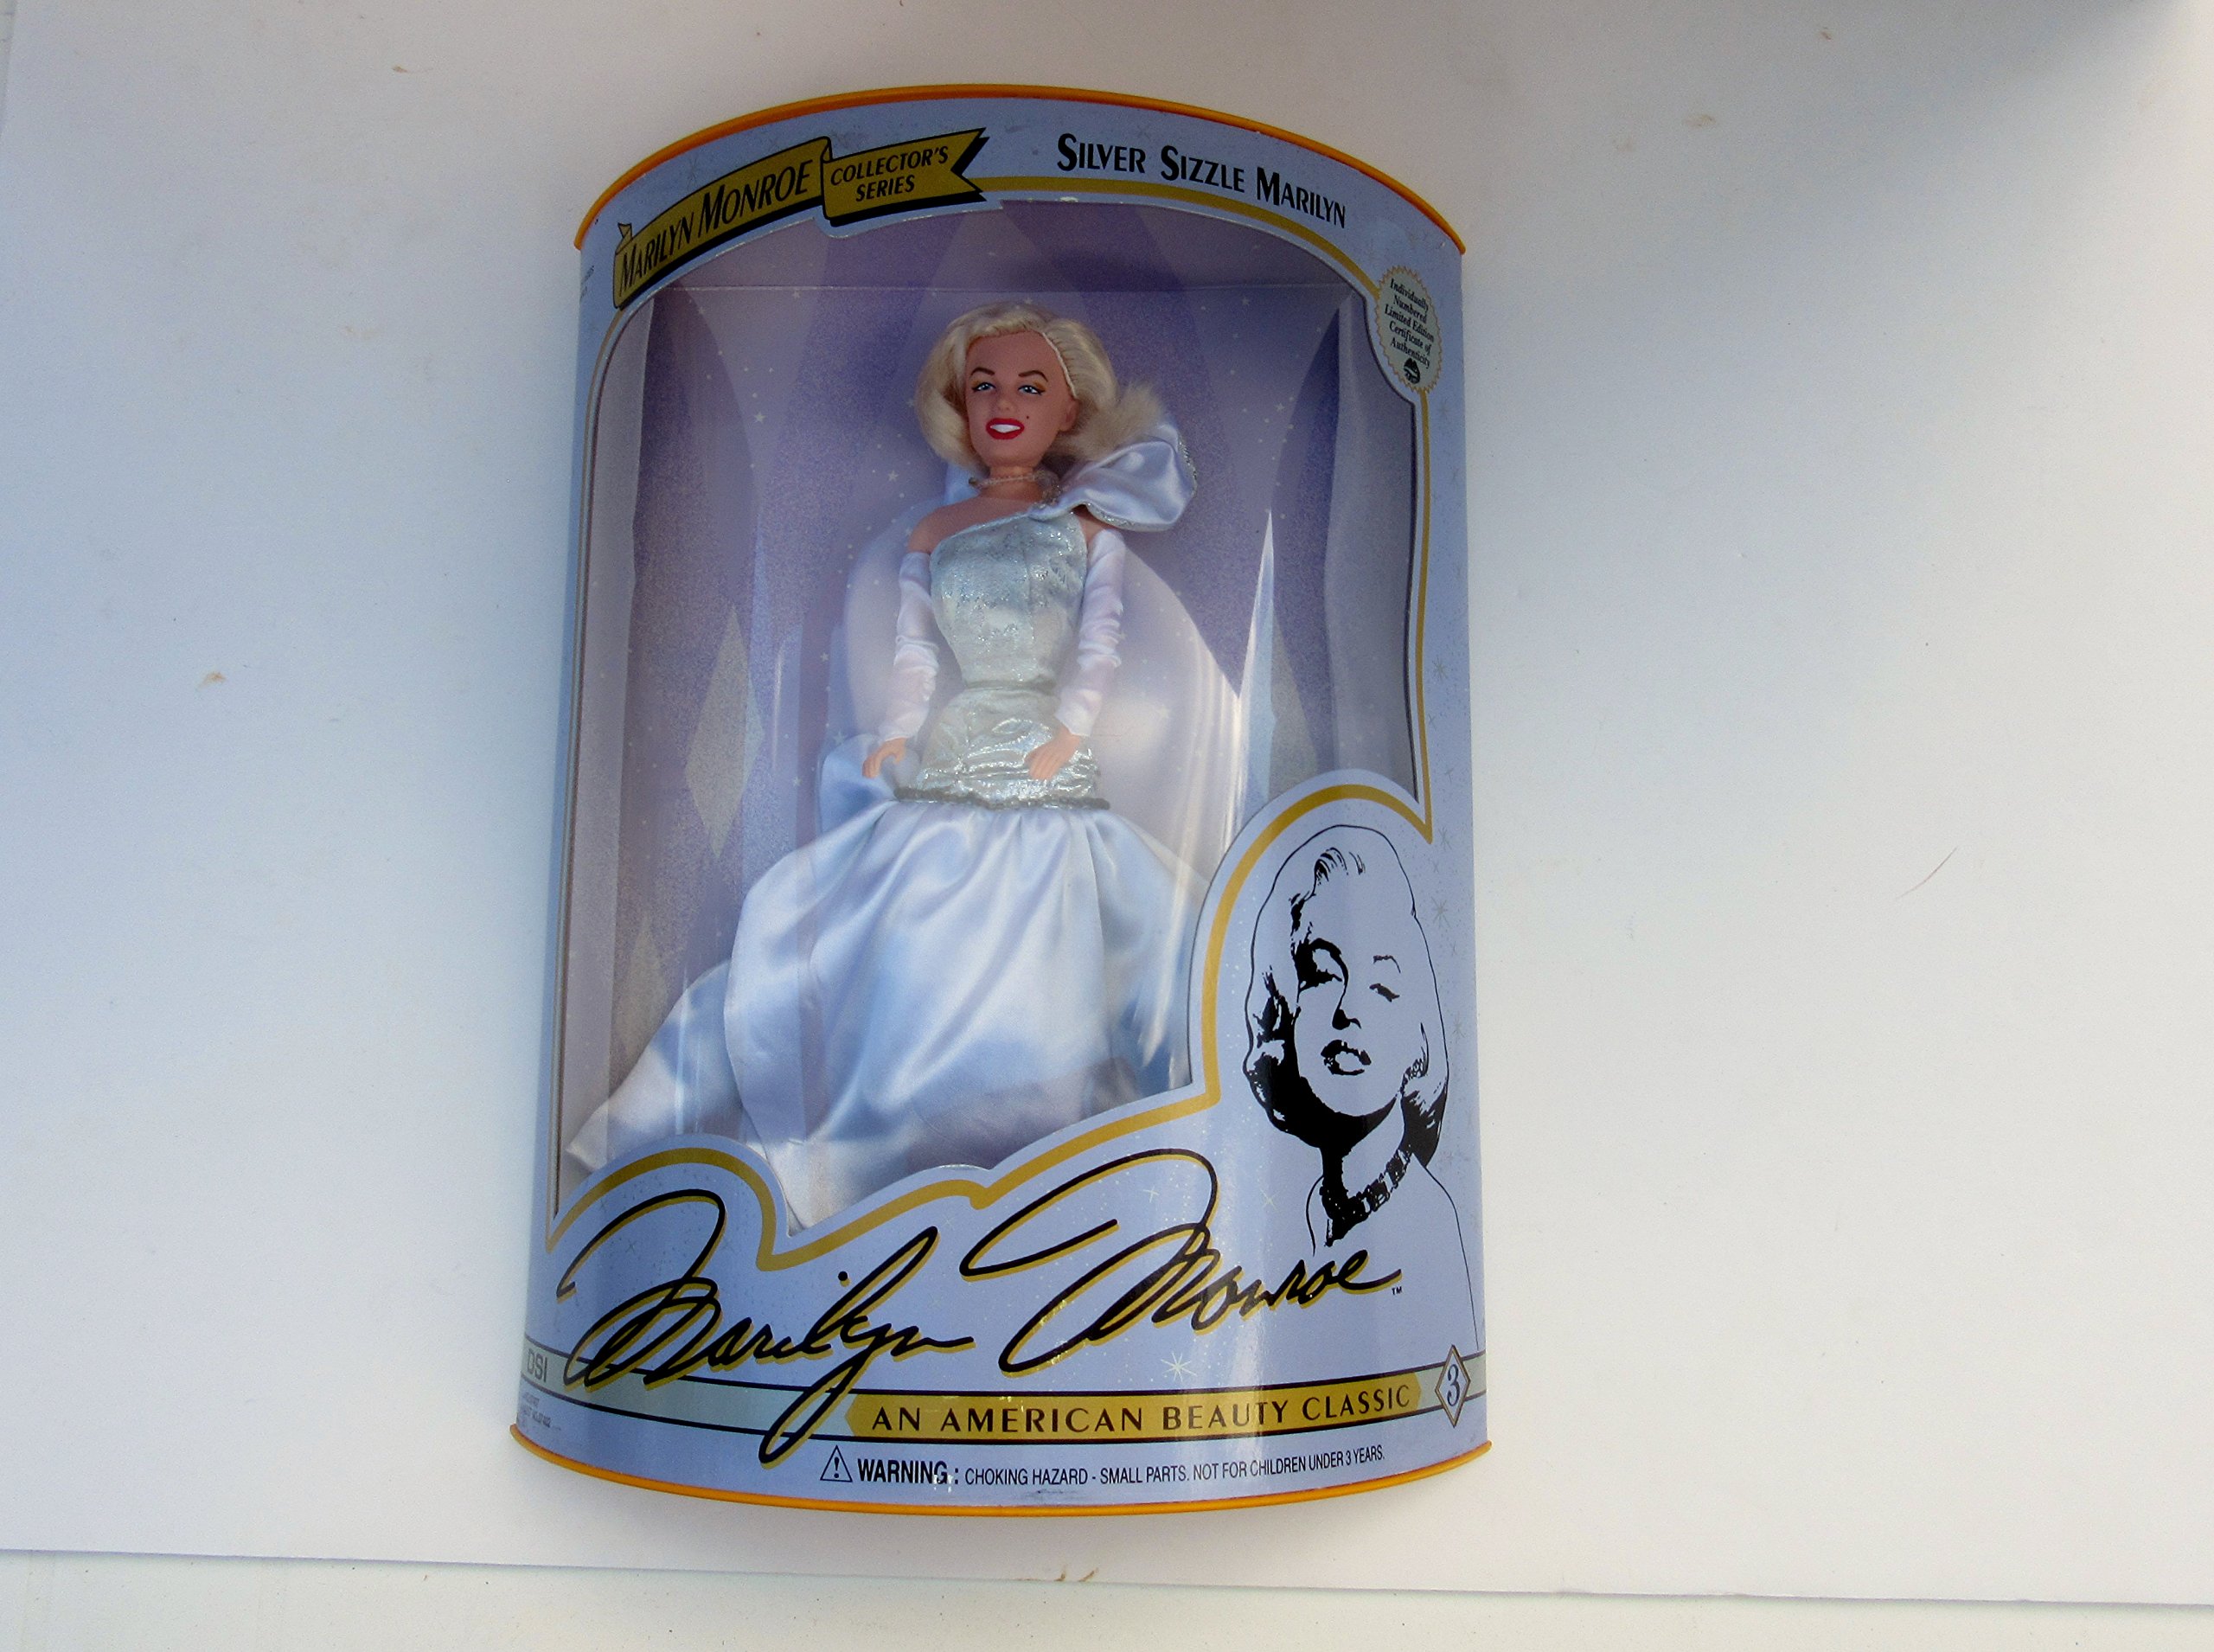 MARILYN MONROE
COLLECTOR'S
SERIES
SILVER SIZZLE MARILYN
Individually
Numbered
Limited Edition
Certificate of
Authenticity
Marilyn Monroe™
DSI
AN AMERICAN BEAUTY CLASSIC
3
WARNING: CHOKING HAZARD - SMALL PARTS. NOT FOR CHILDREN UNDER 3 YEARS.